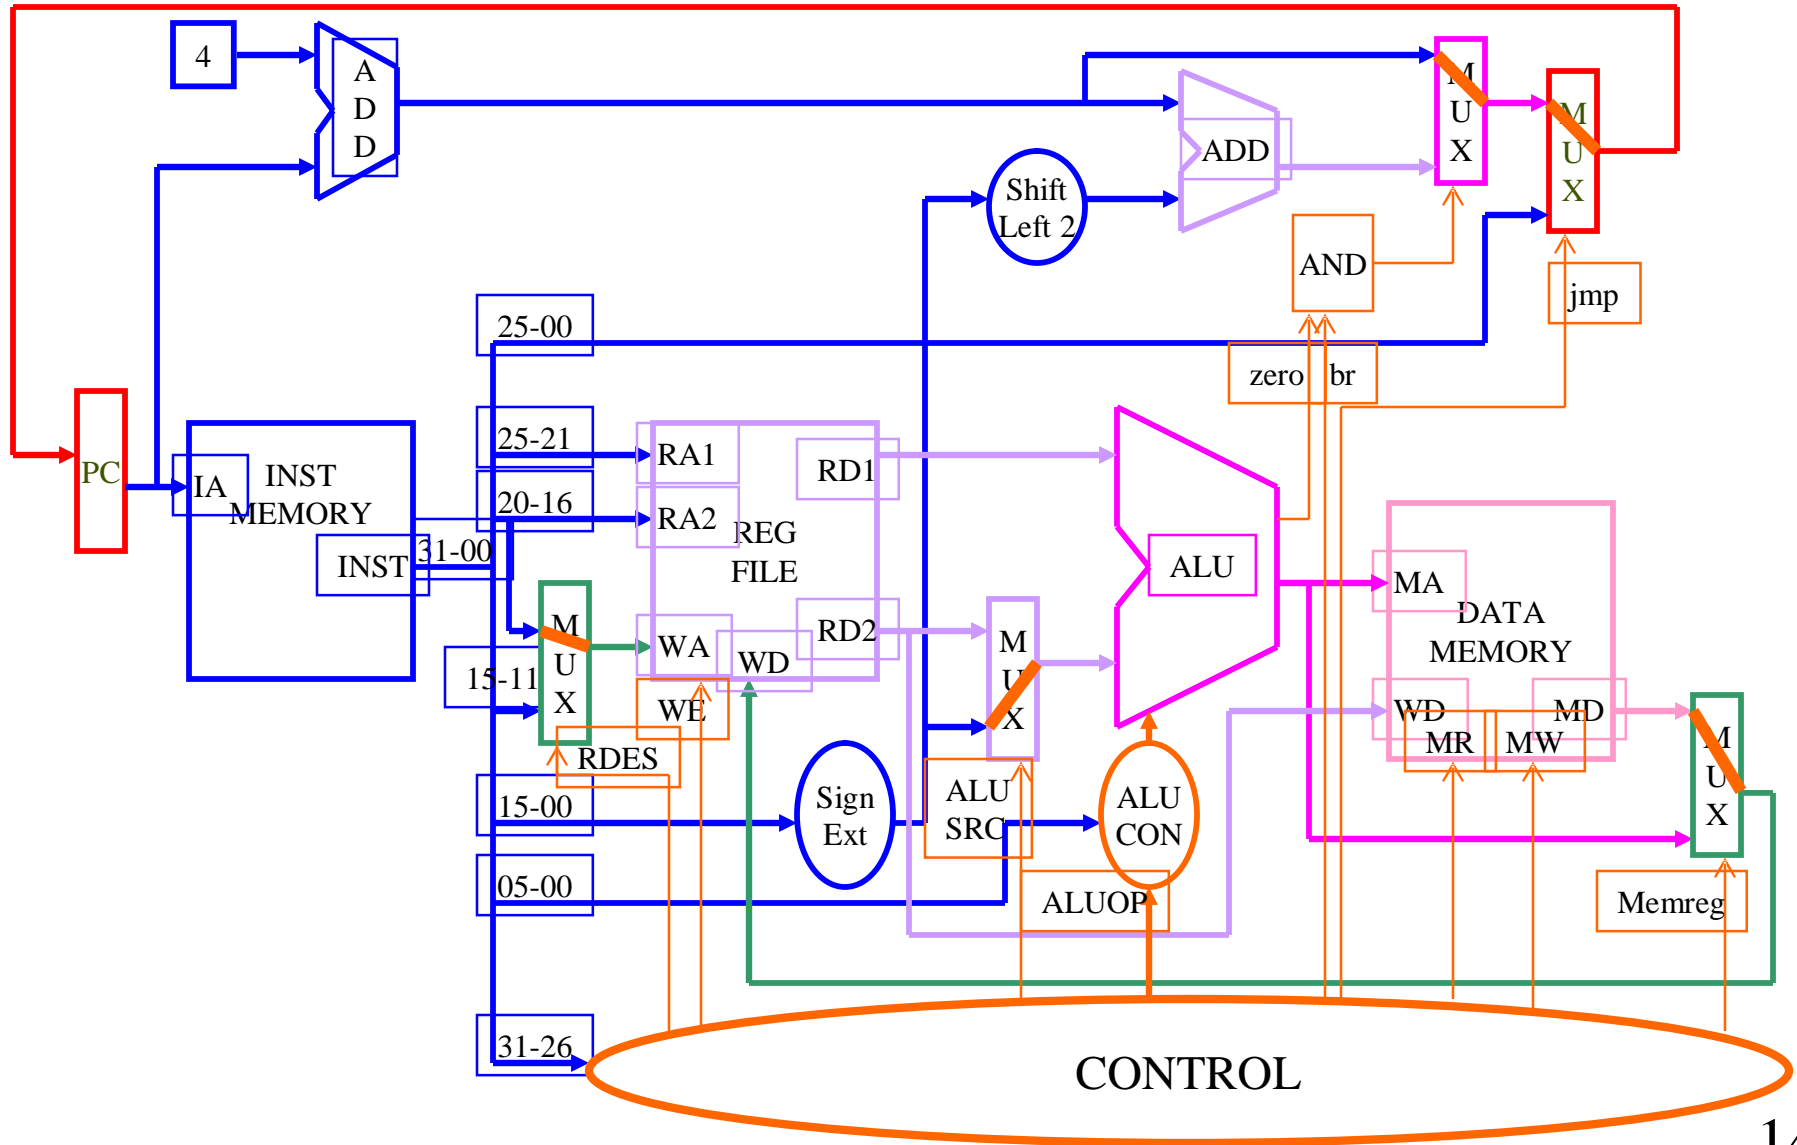 4
A
D
D
M
U
X
M
U
X
ADD
Shift
Left 2
AND
jmp
25-00
zero
br
25-21
RA1
RD1
PC
IA
INST
MEMORY
20-16
RA2
REG
FILE
31-00
INST
ALU
MA
DATA
MEMORY
M
U
X
WA
WD
RD2
M
U
X
15-11
WE
WD
MD
MR
MW
RDES
M
U
X
15-00
Sign
Ext
ALU
SRC
ALU
CON
05-00
ALUOP
Memreg
31-26
CONTROL